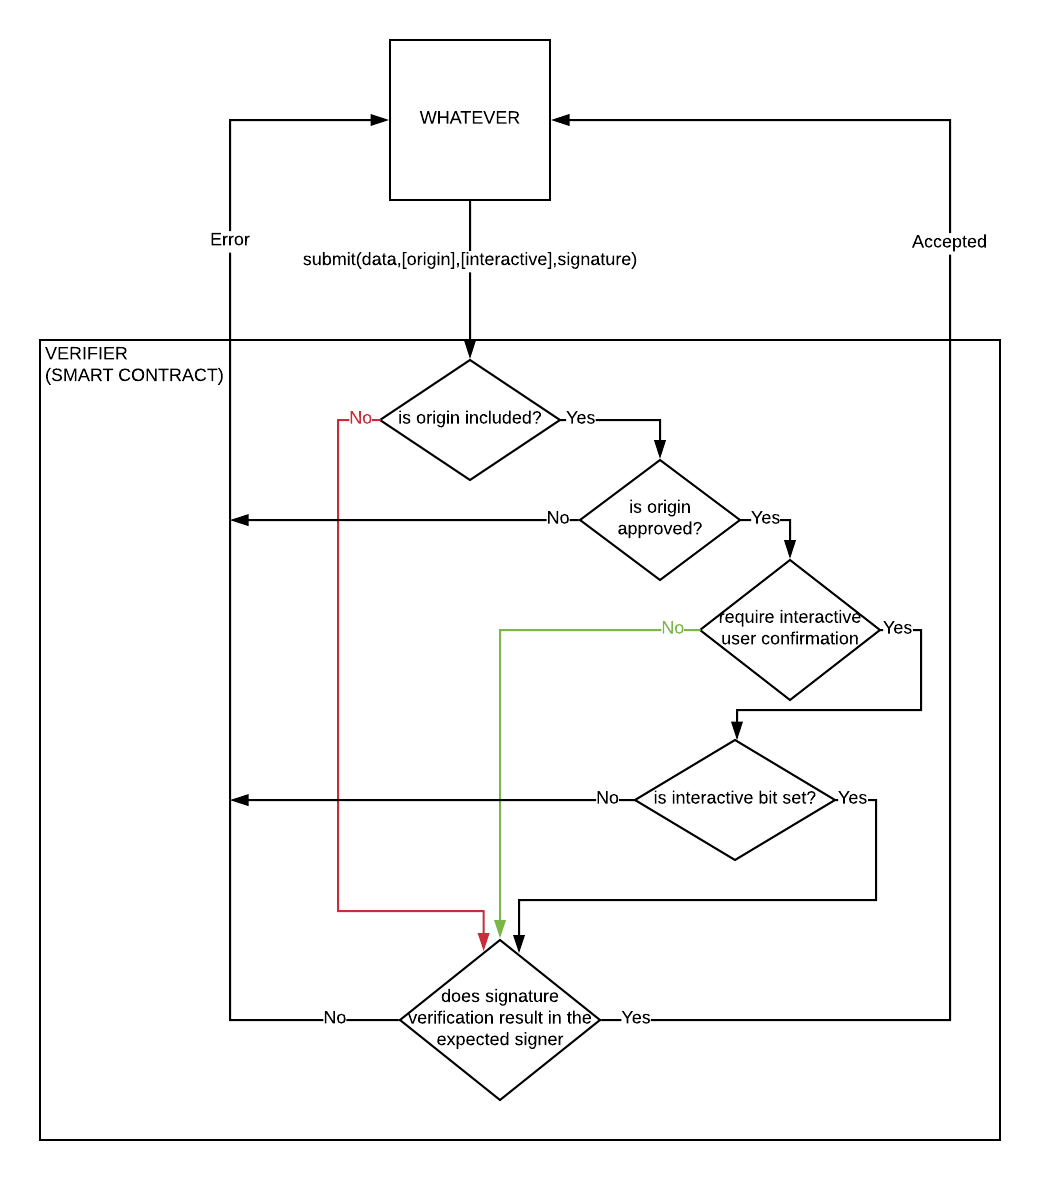 WHATEVER
Error
Accepted
submit(data,[origin],[interactive],signature)
VERIFIER
(SMART CONTRACT)
No
is origin included?
Yes
No
is origin
approved?
Yes
No
require interactive
user confirmation
Yes
No
is interactive bit set?
Yes
No
does signature
verification result in the
expected signer
Yes